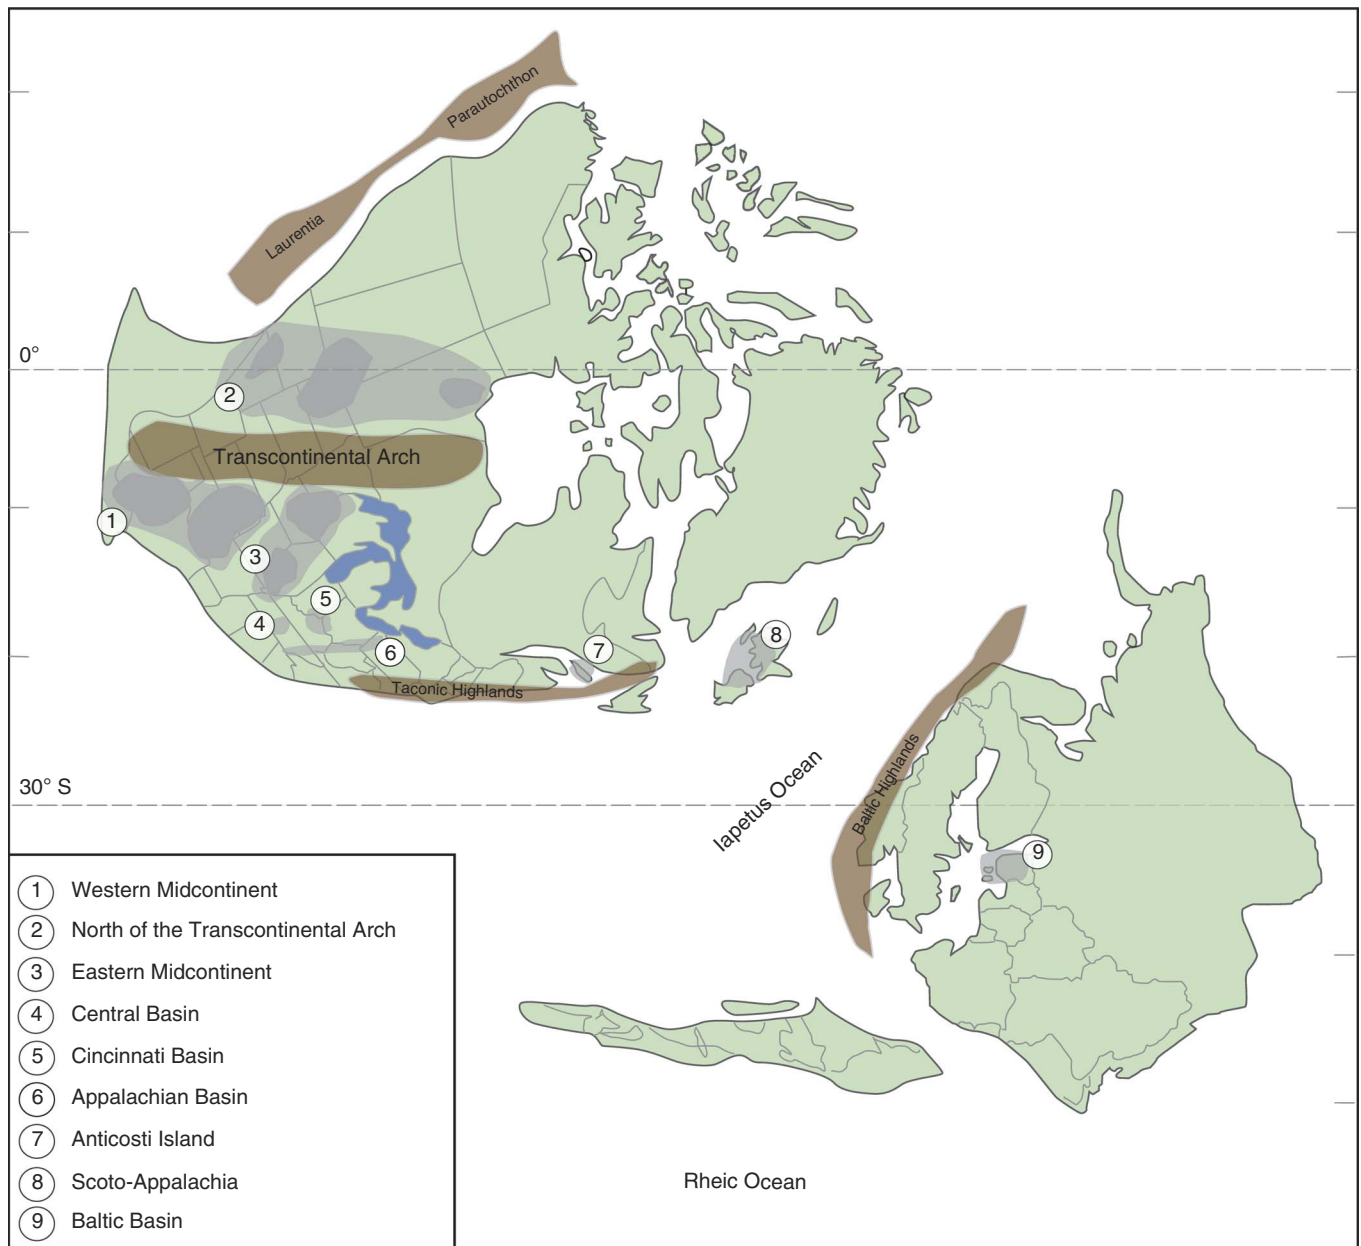 Parautochthon
Laurentia
0°
2
Transcontinental Arch
1
3
5
4
6
7
8
Taconic Highlands
Iapetus Ocean
Baltic Highlands
30° S
9
1 Western Midcontinent
2 North of the Transcontinental Arch
3 Eastern Midcontinent
4 Central Basin
5 Cincinnati Basin
6 Appalachian Basin
7 Anticosti Island
8 Scoto-Appalachia
9 Baltic Basin
Rheic Ocean